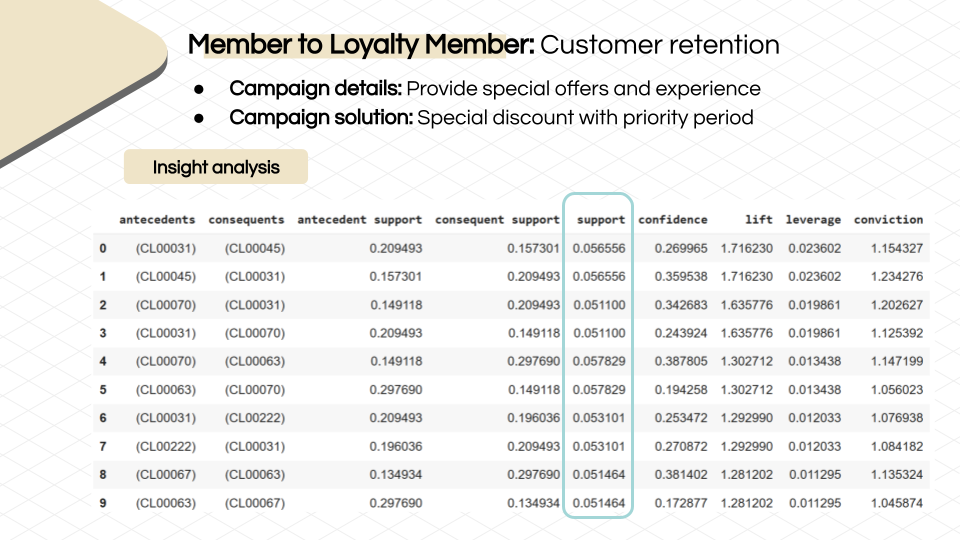 Member to Loyalty Member: Customer retention
● Campaign details: Provide special offers and experience
● Campaign solution: Special discount with priority period
Insight analysis
antecedents consequents antecedent support consequent support support confidence lift leverage conviction
0 (CL00031) (CL00045) 0.209493 0.157301 0.056556 0.269965 1.716230 0.023602 1.154327
1 (CL00045) (CL00031) 0.157301 0.209493 0.056556 0.359538 1.716230 0.023602 1.234276
2 (CL00070) (CL00031) 0.149118 0.209493 0.051100 0.342683 1.635776 0.019861 1.202627
3 (CL00031) (CL00070) 0.209493 0.149118 0.051100 0.243924 1.635776 0.019861 1.125392
4 (CL00070) (CL00063) 0.149118 0.297690 0.057829 0.387805 1.302712 0.013438 1.147199
5 (CL00063) (CL00070) 0.297690 0.149118 0.057829 0.194258 1.302712 0.013438 1.056023
6 (CL00031) (CL00222) 0.209493 0.196036 0.053101 0.253472 1.292990 0.012033 1.076938
7 (CL00222) (CL00031) 0.196036 0.209493 0.053101 0.270872 1.292990 0.012033 1.084182
8 (CL00067) (CL00063) 0.134934 0.297690 0.051464 0.381402 1.281202 0.011295 1.135324
9 (CL00063) (CL00067) 0.297690 0.134934 0.051464 0.172877 1.281202 0.011295 1.045874